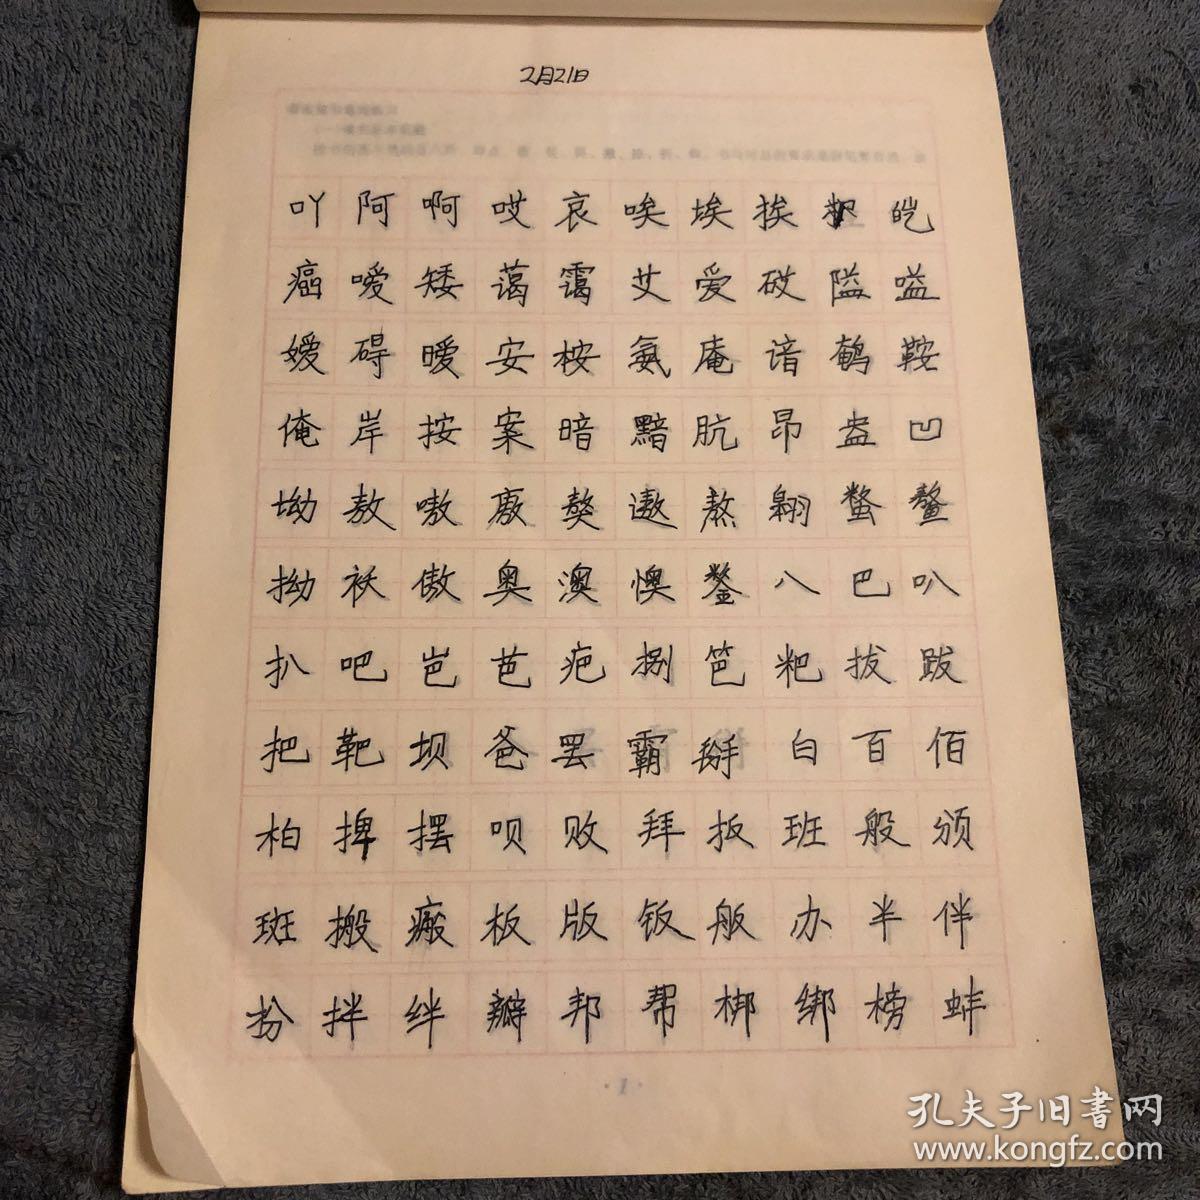 2月21日
吖阿啊哎哀唉埃挨皑
癌嗳矮蔼霭艾爱砹隘嗌
嫒碍暧安桉氨庵谙鹌鞍
俺岸按案暗黯肮昂盎凹
坳敖嗷廒獒遨熬翱螯鳌
拗袄傲奥澳懊鏊八巴叭
扒吧岜芭疤捌笆粑拔跋
把靶坝爸罢霸掰白百佰
柏捭摆呗败拜扳班般颁
斑搬瘢板版钣舨办半伴
扮拌绊瓣邦帮梆绑榜蚌
1
孔夫子旧书网
www.kongfz.com